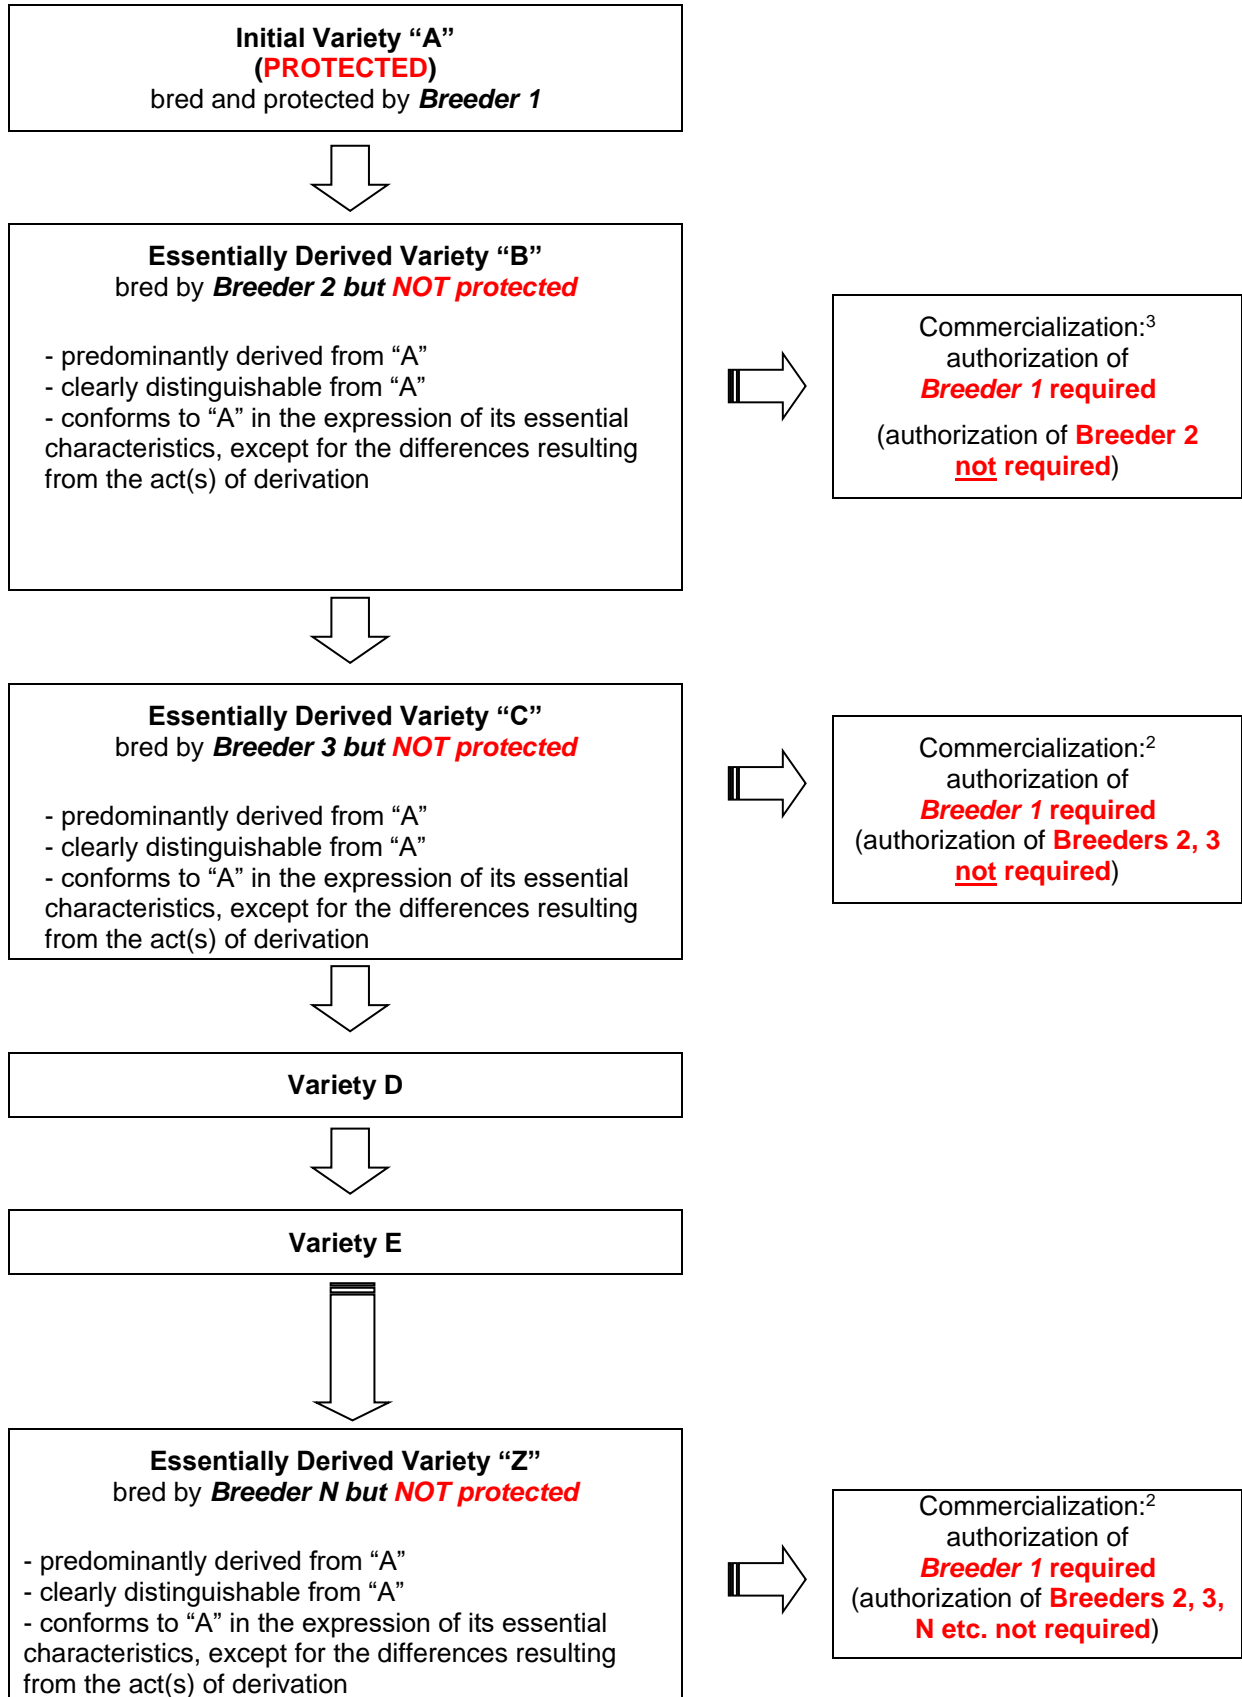 Initial Variety “A”
(PROTECTED)
bred and protected by Breeder 1
Essentially Derived Variety “B”
bred by Breeder 2 but NOT protected
- predominantly derived from “A”
- clearly distinguishable from “A”
- conforms to “A” in the expression of its essential
characteristics, except for the differences resulting
from the act(s) of derivation
Commercialization:3
authorization of
Breeder 1 required
(authorization of Breeder 2
not required)
Essentially Derived Variety “C”
bred by Breeder 3 but NOT protected
- predominantly derived from “A”
- clearly distinguishable from “A”
- conforms to “A” in the expression of its essential
characteristics, except for the differences resulting
from the act(s) of derivation
Commercialization:2
authorization of
Breeder 1 required
(authorization of Breeders 2, 3
not required)
Variety D
Variety E
Essentially Derived Variety “Z”
bred by Breeder N but NOT protected
- predominantly derived from “A”
- clearly distinguishable from “A”
- conforms to “A” in the expression of its essential
characteristics, except for the differences resulting
from the act(s) of derivation
Commercialization:2
authorization of
Breeder 1 required
(authorization of Breeders 2, 3,
N etc. not required)